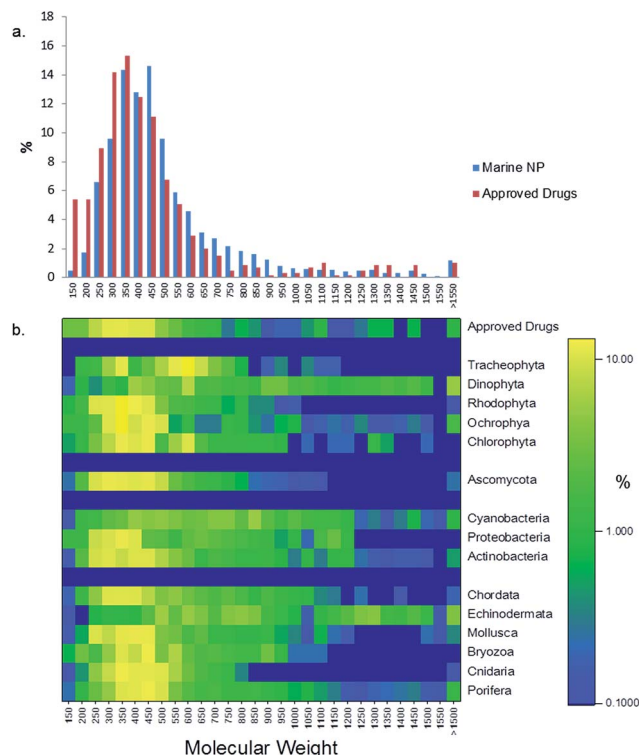 a.
18
16
14
12
10
8
6
4
2
0
%
150 200 250 300 350 400 450 500 550 600 650 700 750 800 850 900 950 1000 1050 1100 1150 1200 1250 1300 1350 1400 1450 1500 1550 >1550
Marine NP
Approved Drugs
b.
Approved Drugs
Tracheophyta
Dinophyta
Rhodophyta
Ochrophya
Chlorophyta
Ascomycota
Cyanobacteria
Proteobacteria
Actinobacteria
Chordata
Echinodermata
Mollusca
Bryozoa
Cnidaria
Porifera
150 200 250 300 350 400 450 500 550 600 650 700 750 800 850 900 950 1000 1050 1100 1150 1200 1250 1300 1350 1400 1450 1500 1550 > 1500
Molecular Weight
10.00
%
1.000
0.1000